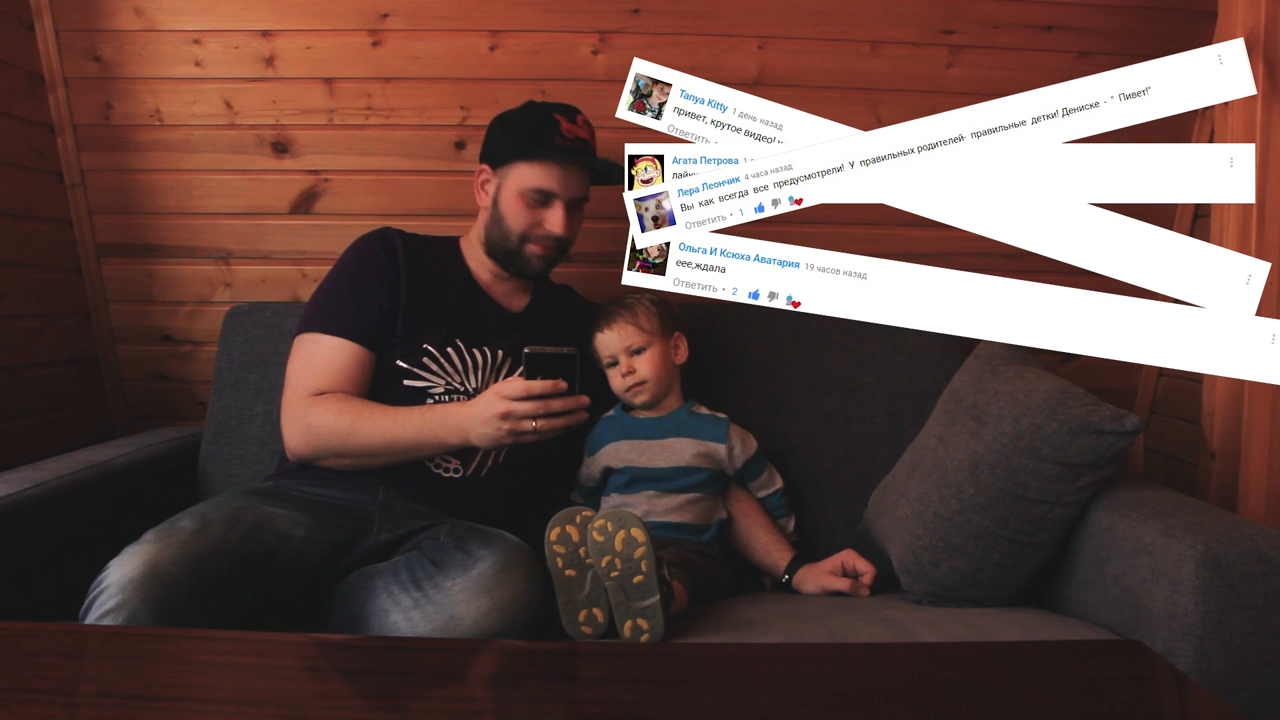 Tanya Kitty 1 день назад
привет, крутое видео!
Ответить
Агата Петрова
Лера Леончик 4 часа назад
Вы как всегда все предусмотрели! У правильных родителей- правильные детки! Дениске - " Пивет!"
Ответить • 1
Ольга И Ксюха Аватария 19 часов назад
еее,ждала
Ответить • 2